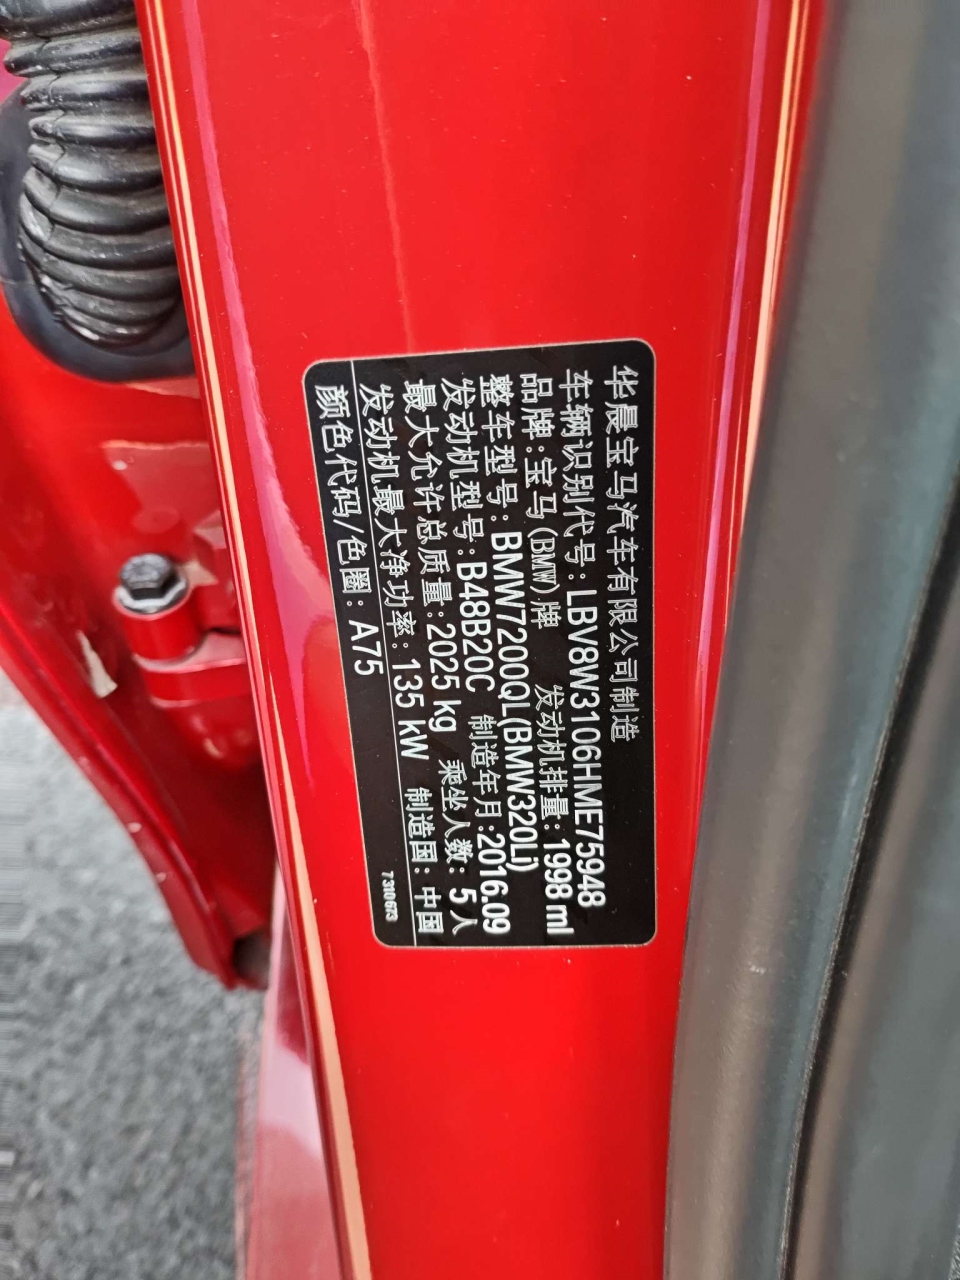 华晨宝马汽车有限公司制造
车辆识别代号:LBV8W3106HME75948
品牌:宝马(BMW)牌 发动机排量:1998 ml
整车型号:BMW7200QL(BMW320Li)
发动机型号:B48B20C 制造年月:2016.09
最大允许总质量:2025 kg 乘坐人数:5人
发动机最大净功率:135 kW 制造国:中国
颜色代码/色圈:A75
7310673